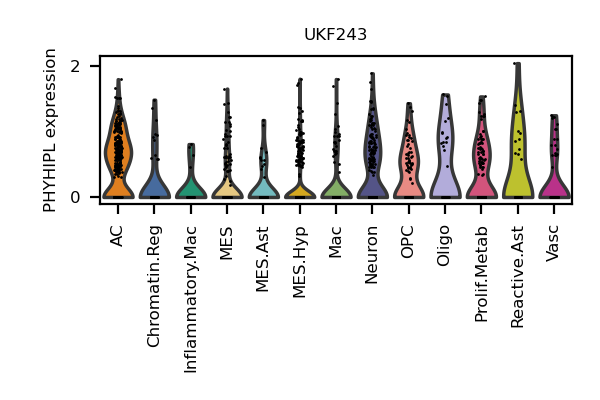 UKF243
PHYHIPL expression
2
0
AC
Chromatin.Reg
Inflammatory.Mac
MES
MES.Ast
MES.Hyp
Mac
Neuron
OPC
Oligo
Prolif.Metab
Reactive.Ast
Vasc